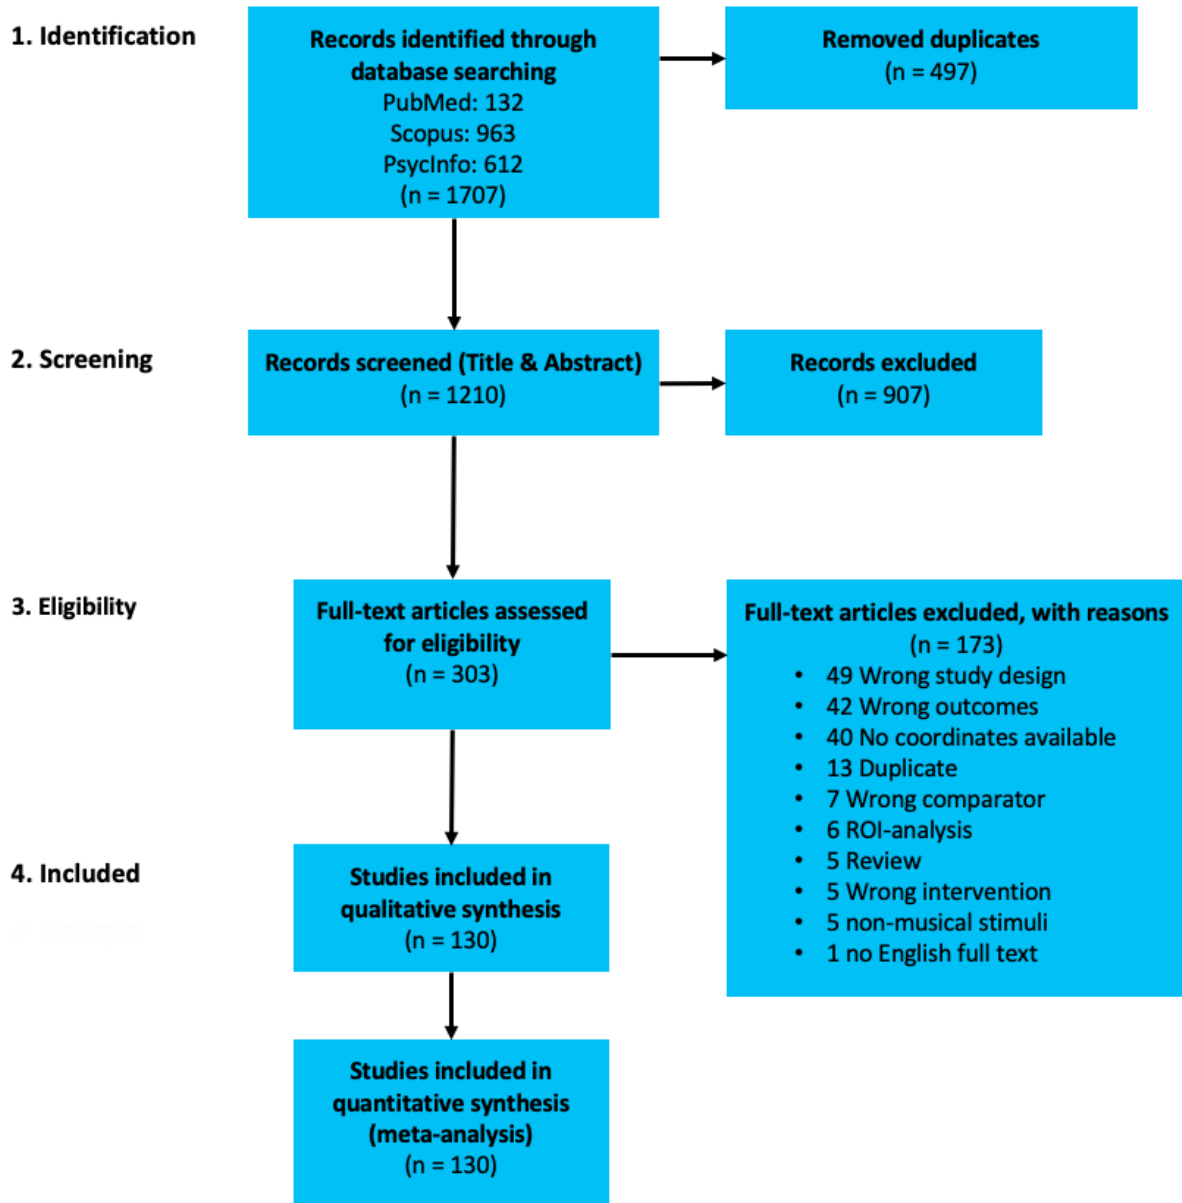 1. Identification
Records identified through
database searching
PubMed: 132
Scopus: 963
PsycInfo: 612
(n = 1707)
Removed duplicates
(n = 497)
2. Screening
Records screened (Title & Abstract)
(n = 1210)
Records excluded
(n = 907)
3. Eligibility
Full-text articles assessed
for eligibility
(n = 303)
Full-text articles excluded, with reasons
(n = 173)
• 49 Wrong study design
• 42 Wrong outcomes
• 40 No coordinates available
• 13 Duplicate
• 7 Wrong comparator
• 6 ROI-analysis
• 5 Review
• 5 Wrong intervention
• 5 non-musical stimuli
• 1 no English full text
4. Included
Studies included in
qualitative synthesis
(n = 130)
Studies included in
quantitative synthesis
(meta-analysis)
(n = 130)